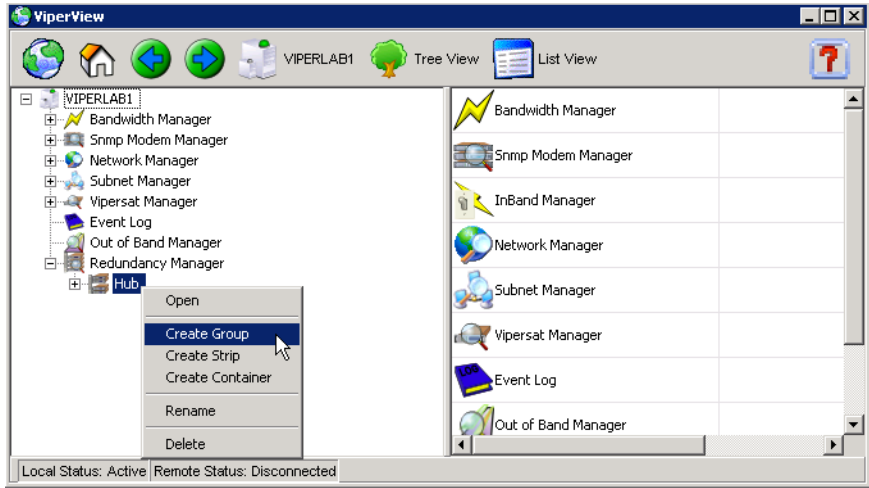 ViperView
VIPERLAB1 Tree View List View
VIPERLAB1
Bandwidth Manager
Snmp Modem Manager
Network Manager
Subnet Manager
Vipersat Manager
Event Log
Out of Band Manager
Redundancy Manager
Hub
Open
Create Group
Create Strip
Create Container
Rename
Delete
Bandwidth Manager
Snmp Modem Manager
InBand Manager
Network Manager
Subnet Manager
Vipersat Manager
LOG
Event Log
Out of Band Manager
Local Status: Active Remote Status: Disconnected